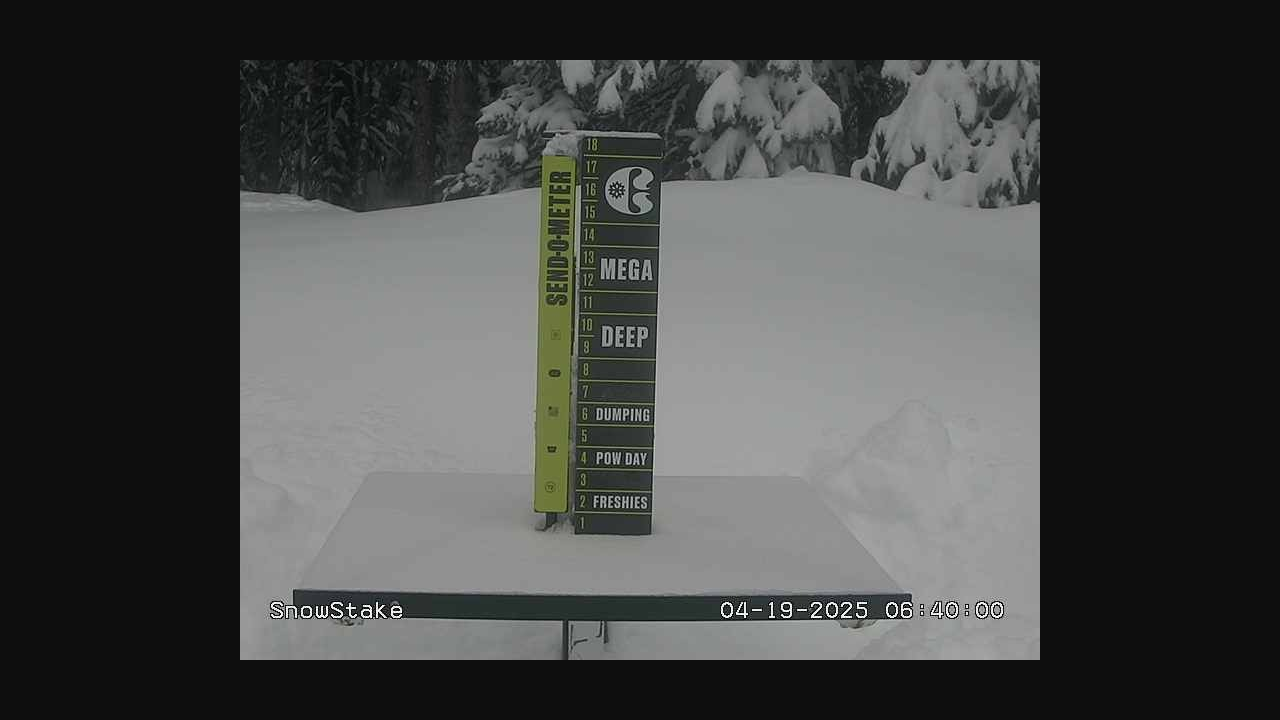 18
17
16
15
14
13
12
MEGA
11
10
9
DEEP
8
7
6 DUMPING
5
4 POW DAY
3
2 FRESHIES
1
SEND-O-METER
SnowStake
04-19-2025 06:40:00